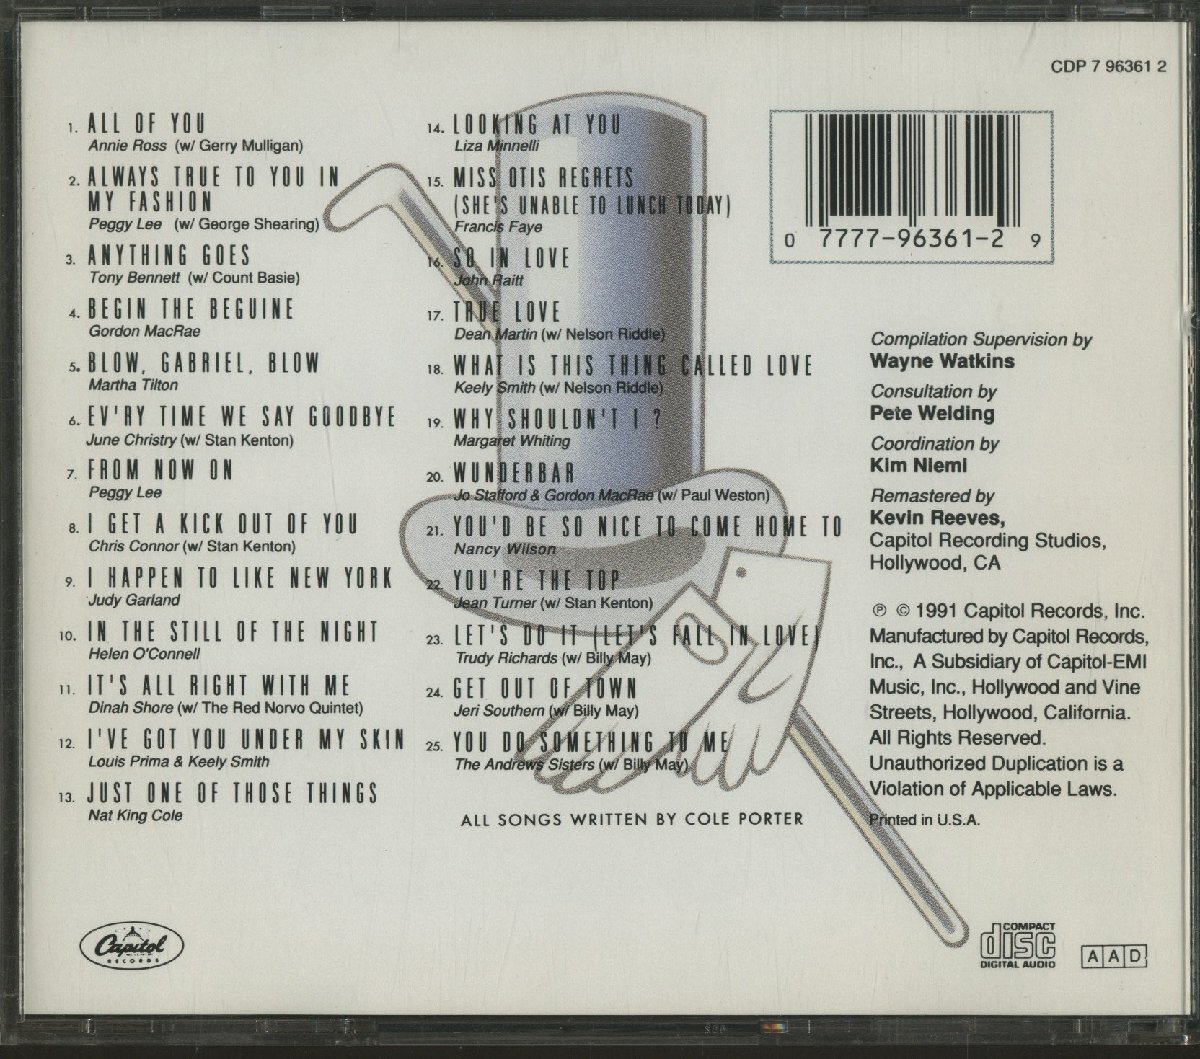 CDP 7 96361 2
1. ALL OF YOU
Annie Ross (w/ Gerry Mulligan)
2. ALWAYS TRUE TO YOU IN
MY FASHION
Peggy Lee (w/ George Shearing)
3. ANYTHING GOES
Tony Bennett (w/ Count Basie)
4. BEGIN THE BEGUINE
Gordon MacRae
5. BLOW, GABRIEL, BLOW
Martha Tilton
6. EV'RY TIME WE SAY GOODBYE
June Christry (w/ Stan Kenton)
7. FROM NOW ON
Peggy Lee
8. I GET A KICK OUT OF YOU
Chris Connor (w/ Stan Kenton)
9. I HAPPEN TO LIKE NEW YORK
Judy Garland
10. IN THE STILL OF THE NIGHT
Helen O'Connell
11. IT'S ALL RIGHT WITH ME
Dinah Shore (w/ The Red Norvo Quintet)
12. I'VE GOT YOU UNDER MY SKIN
Louis Prima & Keely Smith
13. JUST ONE OF THOSE THINGS
Nat King Cole
14. LOOKING AT YOU
Liza Minnelli
15. MISS OTIS REGRETS
(SHE'S UNABLE TO LUNCH TODAY)
Francis Faye
16. SO IN LOVE
John Raitt
17. TRUE LOVE
Dean Martin (w/ Nelson Riddle)
18. WHAT IS THIS THING CALLED LOVE
Keely Smith (w/ Nelson Riddle)
19. WHY SHOULDN'T I ?
Margaret Whiting
20. WUNDERBAR
Jo Stafford & Gordon MacRae (w/ Paul Weston)
21. YOU'D BE SO NICE TO COME HOME TO
Nancy Wilson
22. YOU'RE THE TOP
Jean Turner (w/ Stan Kenton)
23. LET'S DO IT (LET'S FALL IN LOVE)
Trudy Richards (w/ Billy May)
24. GET OUT OF TOWN
Jeri Southern (w/ Billy May)
25. YOU DO SOMETHING TO ME
The Andrews Sisters (w/ Billy May)
ALL SONGS WRITTEN BY COLE PORTER
0 7777-96361-2 9
Compilation Supervision by
Wayne Watkins
Consultation by
Pete Welding
Coordination by
Kim Niemi
Remastered by
Kevin Reeves,
Capitol Recording Studios,
Hollywood, CA
℗ © 1991 Capitol Records, Inc.
Manufactured by Capitol Records,
Inc., A Subsidiary of Capitol-EMI
Music, Inc., Hollywood and Vine
Streets, Hollywood, California.
All Rights Reserved.
Unauthorized Duplication is a
Violation of Applicable Laws.
Printed in U.S.A.
Capitol
RECORDS
COMPACT
disc
DIGITAL AUDIO
AAD